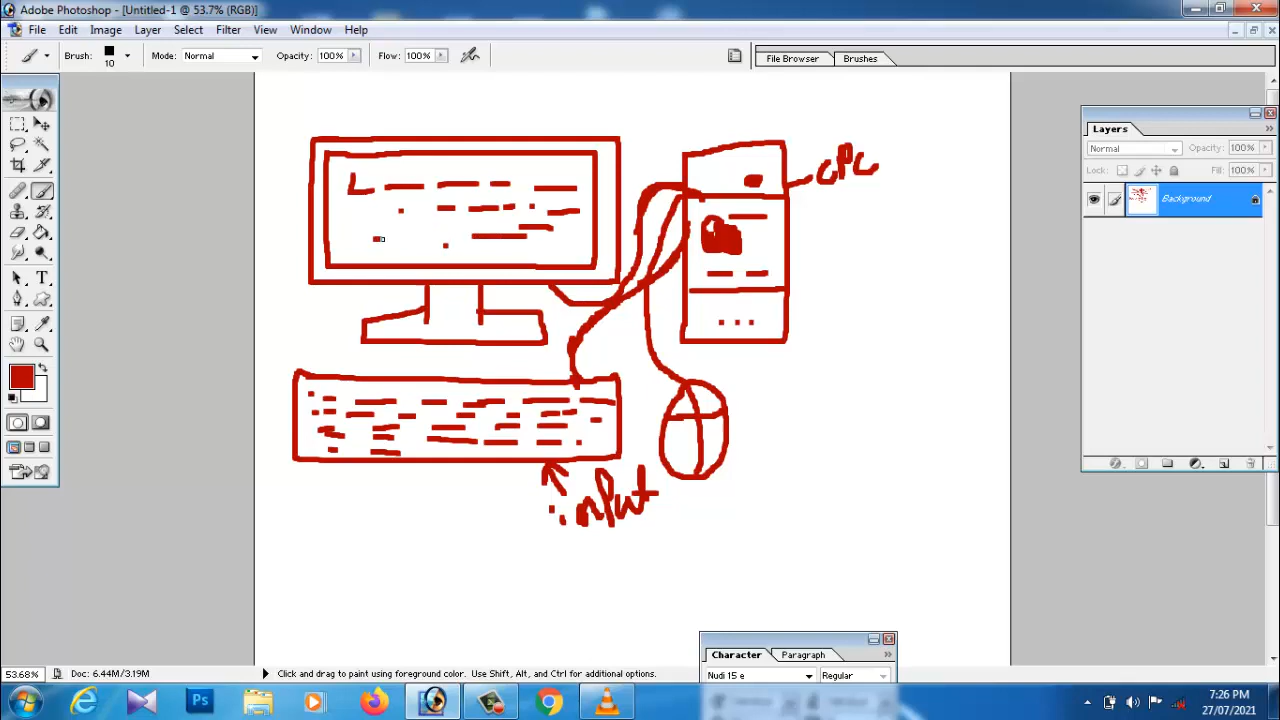 Adobe Photoshop - [Untitled-1 @ 53.7% (RGB)]
File Edit Image Layer Select Filter View Window Help
Brush: 10 Mode: Normal Opacity: 100% Flow: 100% File Browser Brushes
Layers
Normal Opacity: 100%
Lock: Fill: 100%
Background
CPU
input
Character Paragraph
Nudi 15 e Regular
53.68% Doc: 6.44M/3.19M Click and drag to paint using foreground color. Use Shift, Alt, and Ctrl for additional options.
Ps
7:26 PM
27/07/2021